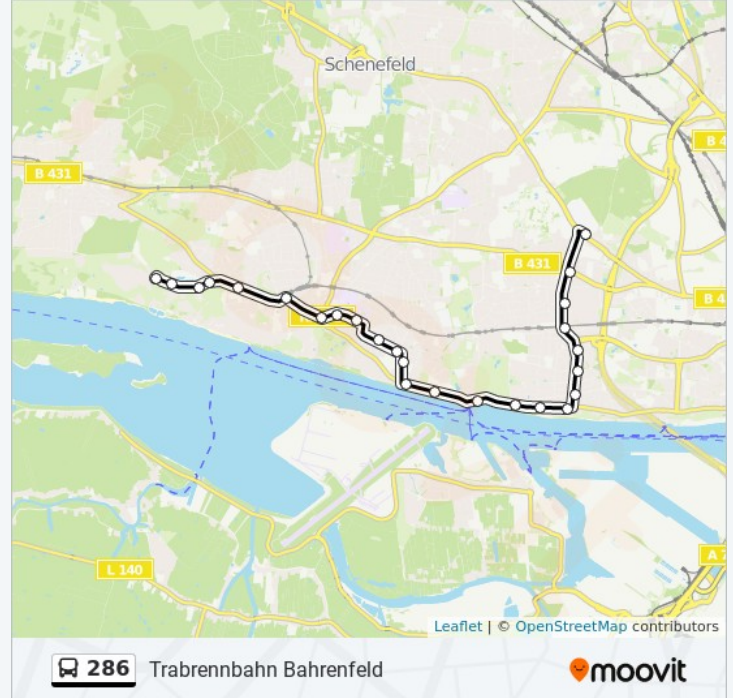 Schenefeld
B 4
B 431
B 431
B 4
L 140
A 7
Leaflet | © OpenStreetMap contributors
286 Trabrennbahn Bahrenfeld
moovit